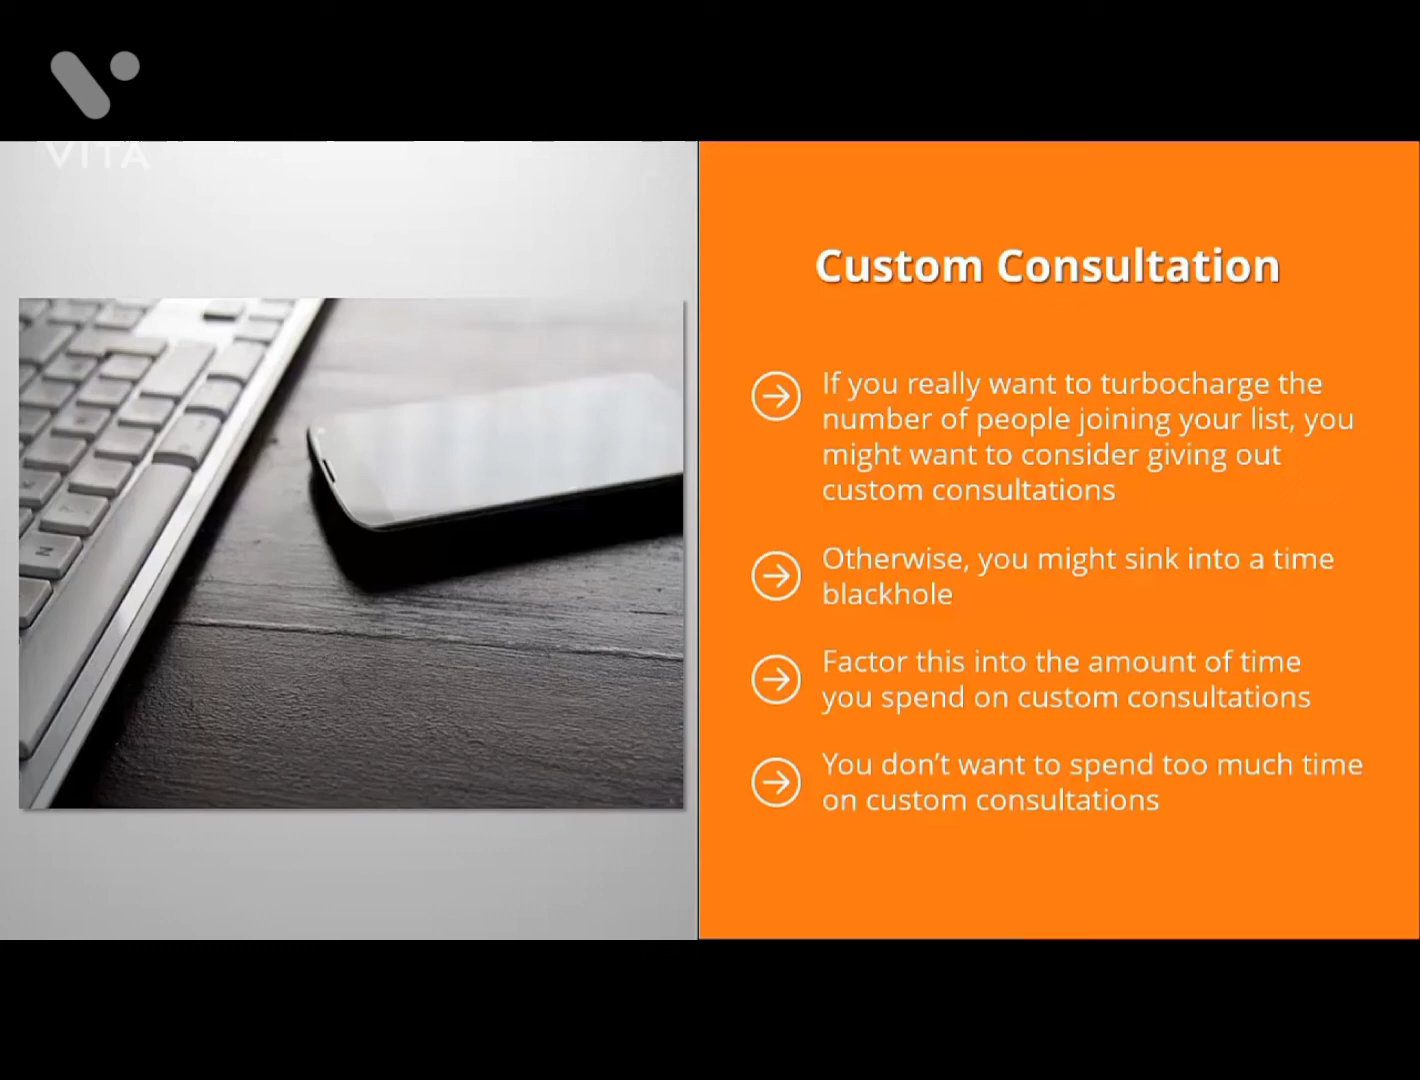 VITA
Custom Consultation
If you really want to turbocharge the
number of people joining your list, you
might want to consider giving out
custom consultations
Otherwise, you might sink into a time
blackhole
Factor this into the amount of time
you spend on custom consultations
You don’t want to spend too much time
on custom consultations